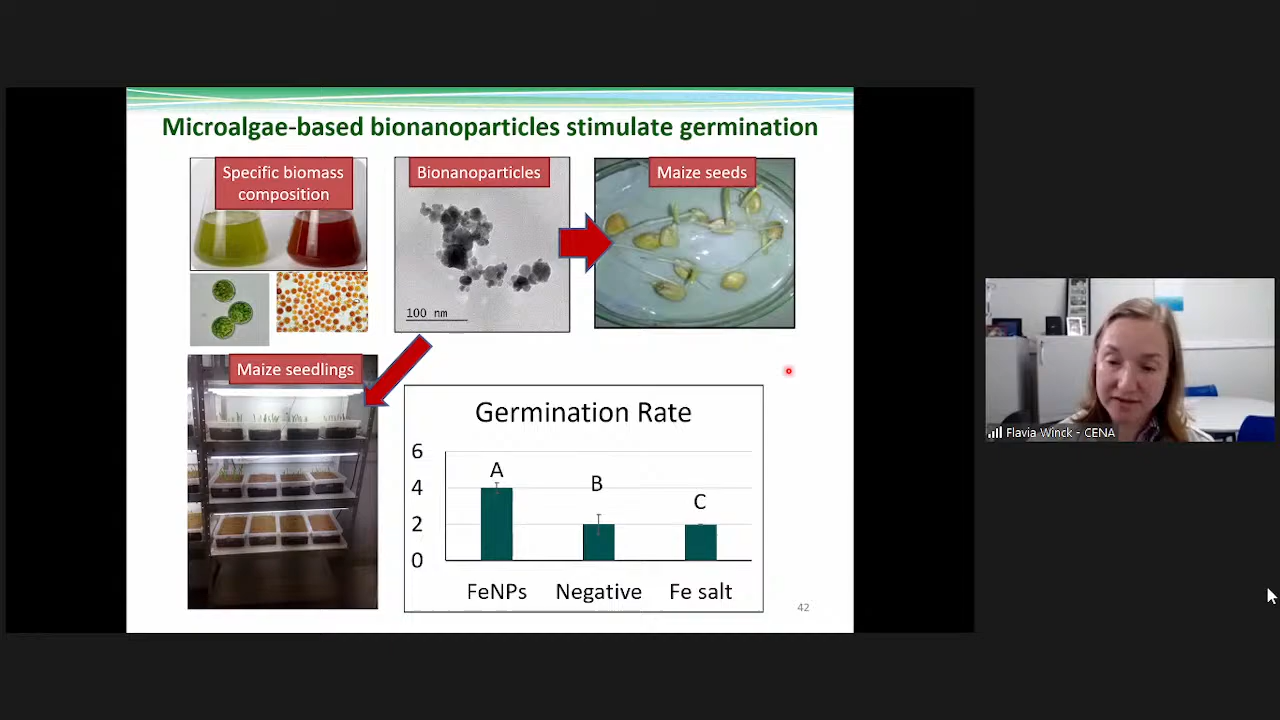 Microalgae-based bionanoparticles stimulate germination
Specific biomass
composition
Bionanoparticles
Maize seeds
100 nm
Maize seedlings
Germination Rate
6
4
2
0
A
B
C
FeNPs
Negative
Fe salt
42
Flavia Winck - CENA